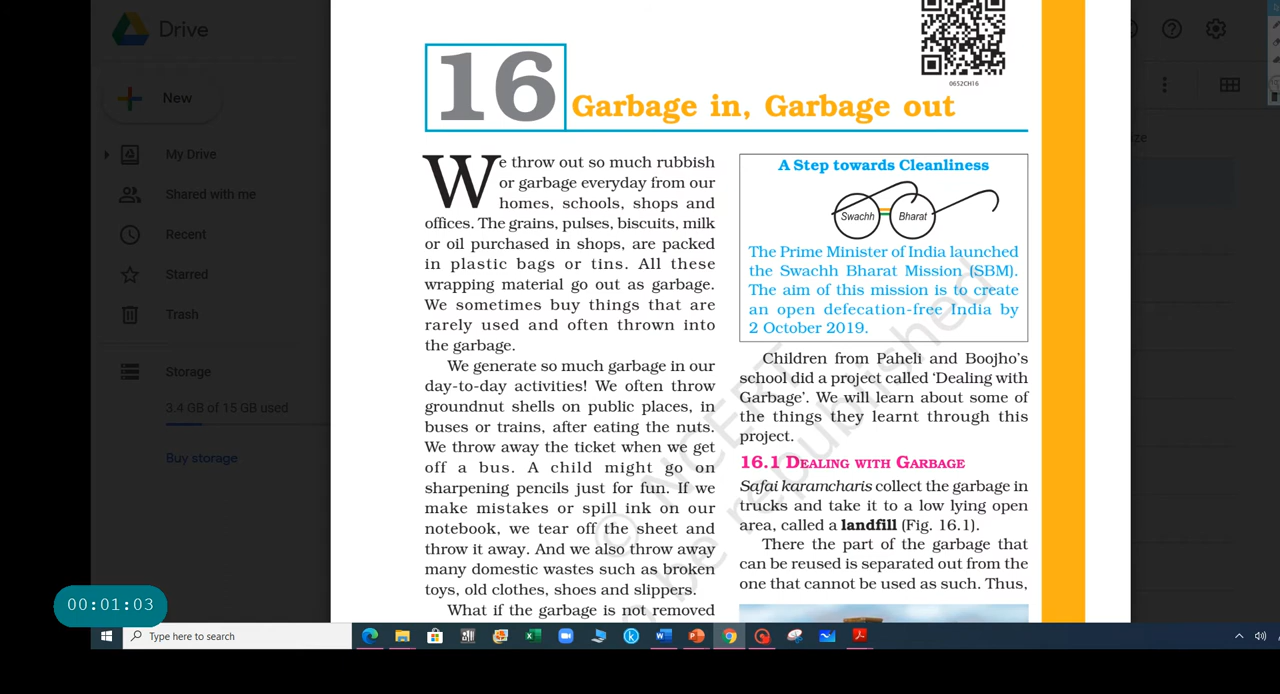 Drive
New
My Drive
Shared with me
Recent
Starred
Trash
Storage
3.4 GB of 15 GB used
Buy storage
0652CH16
16
Garbage in, Garbage out
We throw out so much rubbish
or garbage everyday from our
homes, schools, shops and
offices. The grains, pulses, biscuits, milk
or oil purchased in shops, are packed
in plastic bags or tins. All these
wrapping material go out as garbage.
We sometimes buy things that are
rarely used and often thrown into
the garbage.
We generate so much garbage in our
day-to-day activities! We often throw
groundnut shells on public places, in
buses or trains, after eating the nuts.
We throw away the ticket when we get
off a bus. A child might go on
sharpening pencils just for fun. If we
make mistakes or spill ink on our
notebook, we tear off the sheet and
throw it away. And we also throw away
many domestic wastes such as broken
toys, old clothes, shoes and slippers.
What if the garbage is not removed
A Step towards Cleanliness
Swachh Bharat
The Prime Minister of India launched
the Swachh Bharat Mission (SBM).
The aim of this mission is to create
an open defecation-free India by
2 October 2019.
Children from Paheli and Boojho's
school did a project called 'Dealing with
Garbage'. We will learn about some of
the things they learnt through this
project.
16.1 DEALING WITH GARBAGE
Safai karamcharis collect the garbage in
trucks and take it to a low lying open
area, called a landfill (Fig. 16.1).
There the part of the garbage that
can be reused is separated out from the
one that cannot be used as such. Thus,
© NCERT
be republished
00:01:03
Type here to search